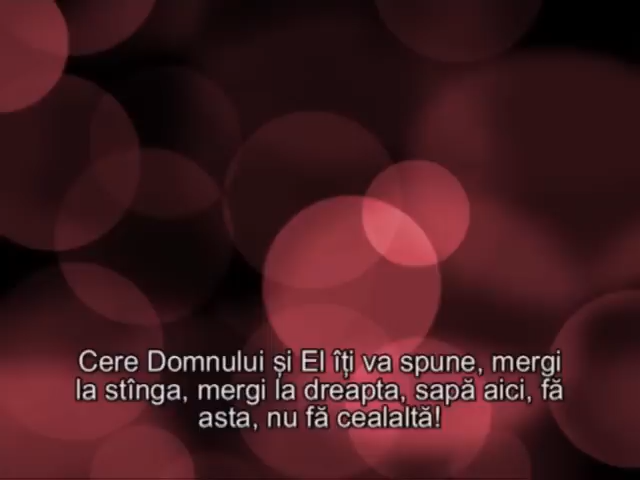 Cere Domnului și El îți va spune, mergi
la stînga, mergi la dreapta, sapă aici, fă
asta, nu fă cealaltă!